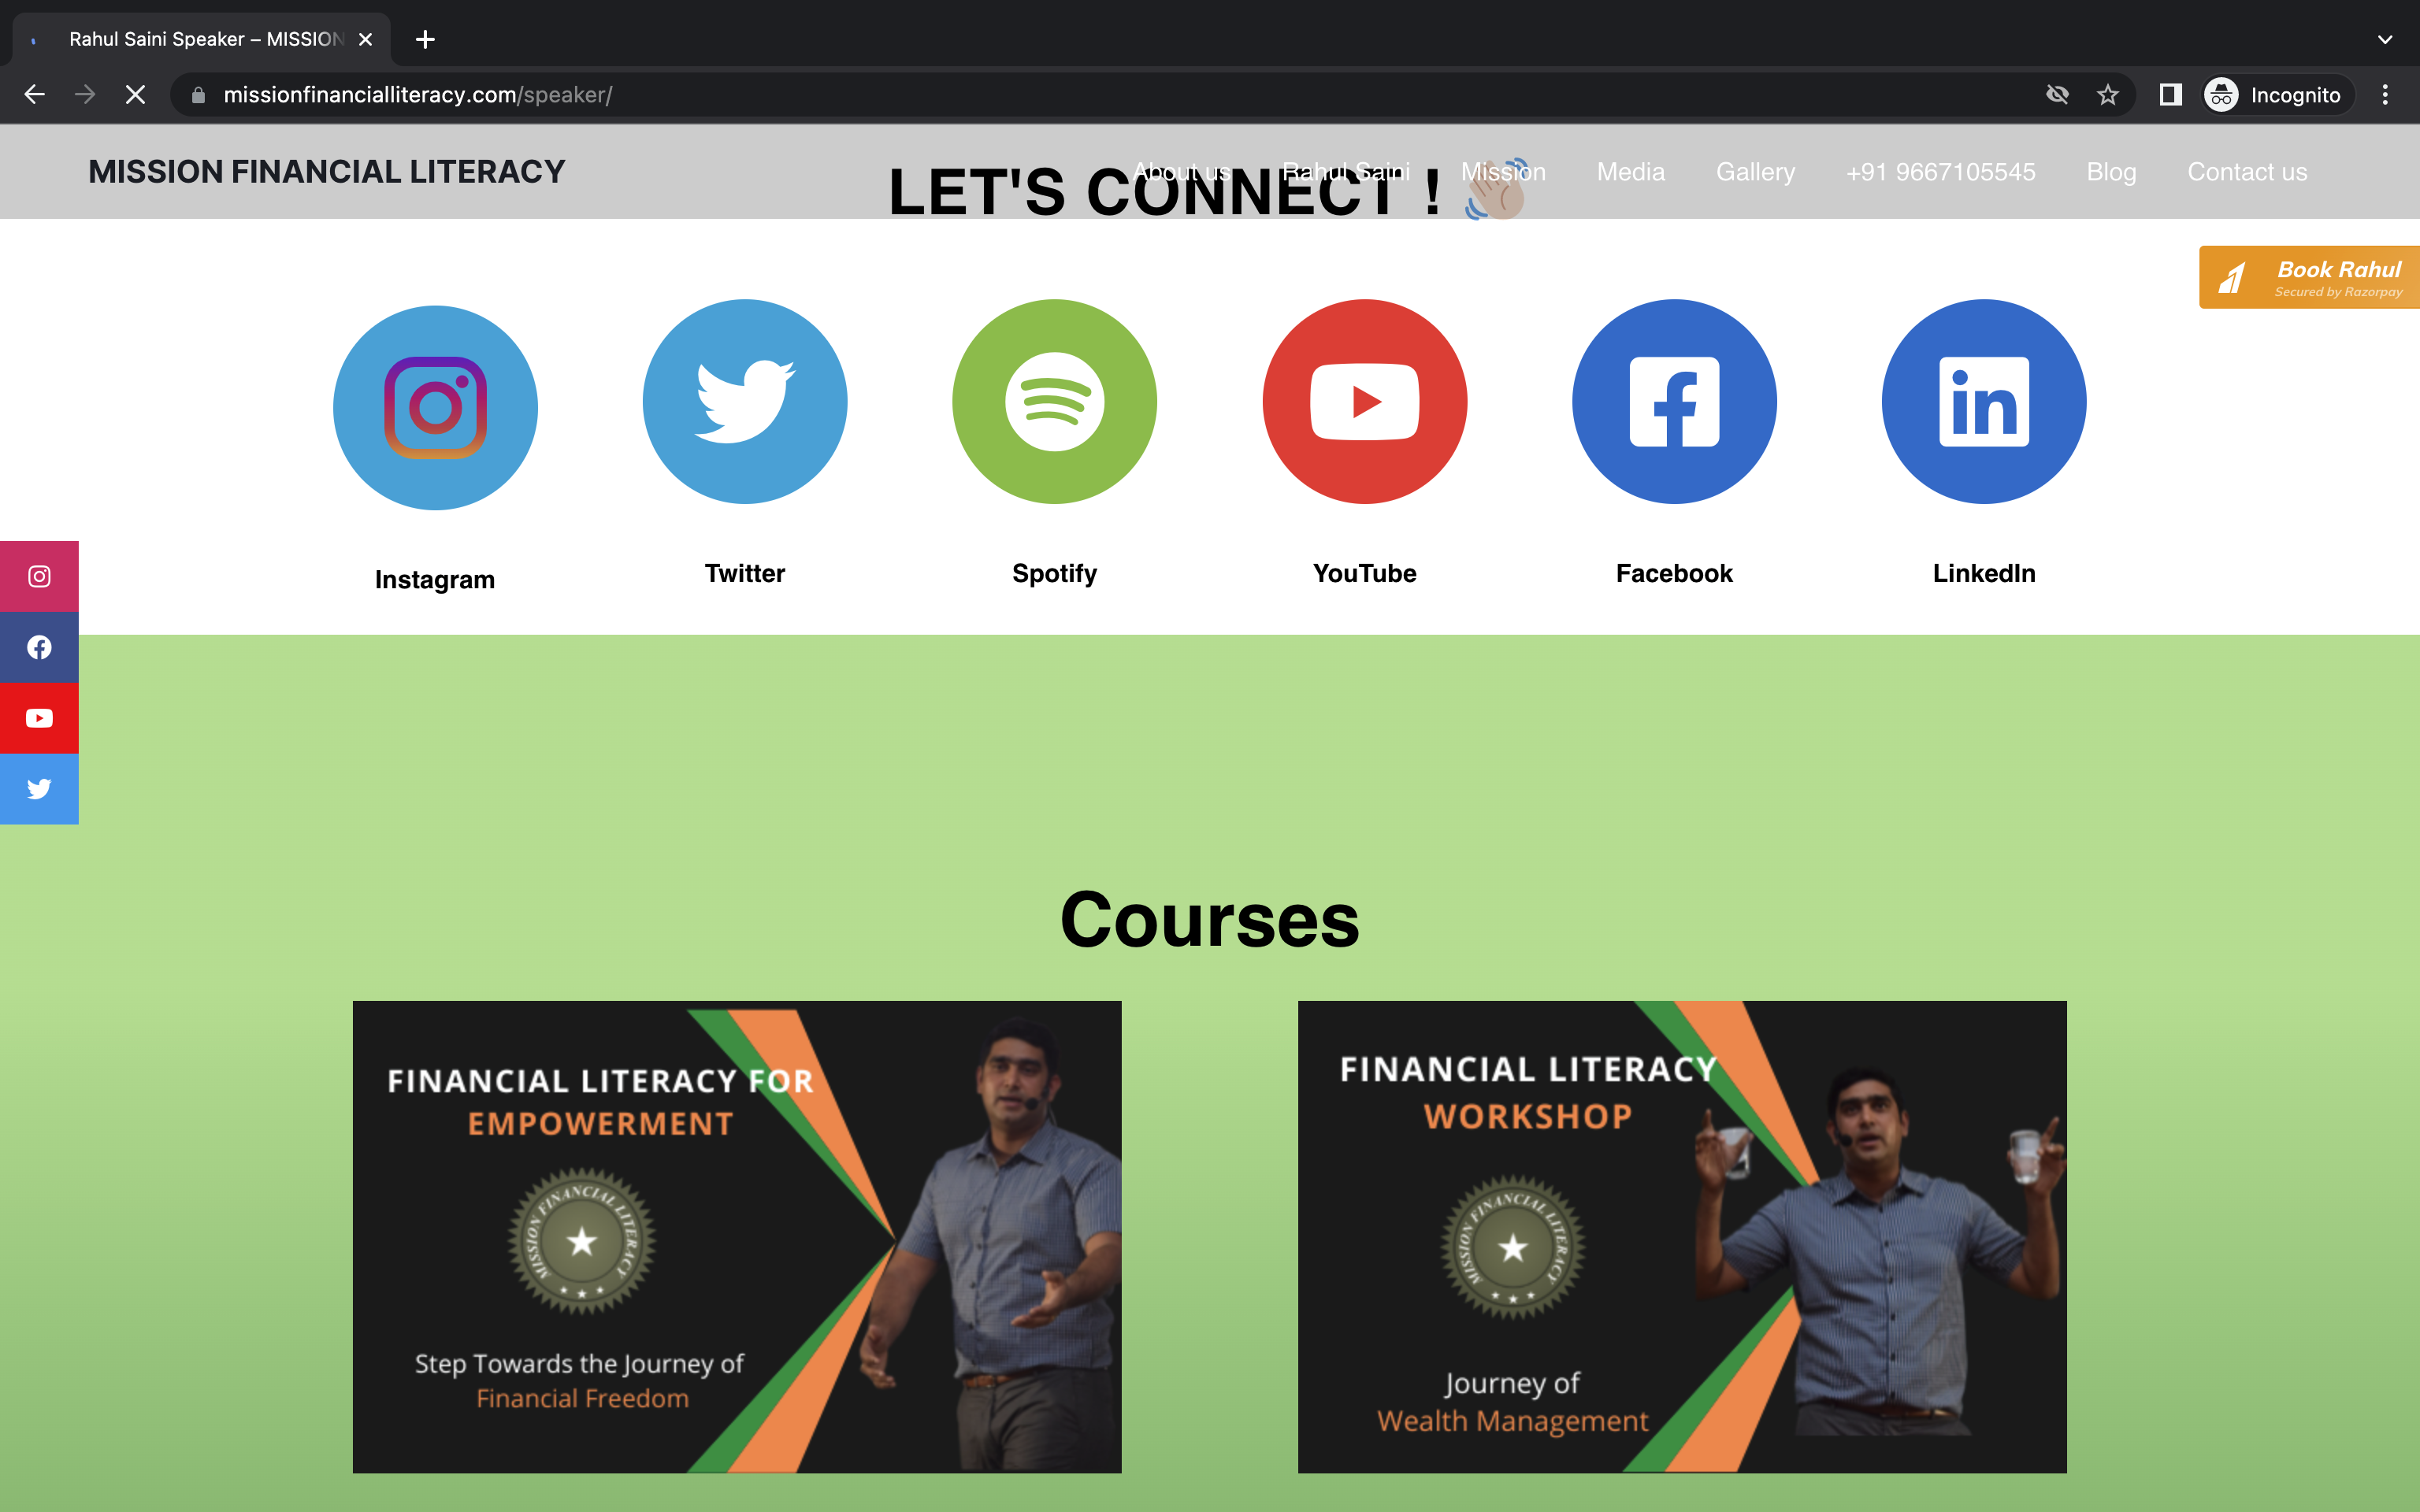 Rahul Saini Speaker – MISSION
missionfinancialliteracy.com/speaker/
Incognito
MISSION FINANCIAL LITERACY
About us
Rahul Saini
Mission
Media
Gallery
+91 9667105545
Blog
Contact us
LET'S CONNECT ! 👋🏽
Book Rahul
Secured by Razorpay
Instagram
Twitter
Spotify
YouTube
Facebook
LinkedIn
Courses
FINANCIAL LITERACY FOR
EMPOWERMENT
MISSION FINANCIAL LITERACY
Step Towards the Journey of
Financial Freedom
FINANCIAL LITERACY
WORKSHOP
MISSION FINANCIAL LITERACY
Journey of
Wealth Management